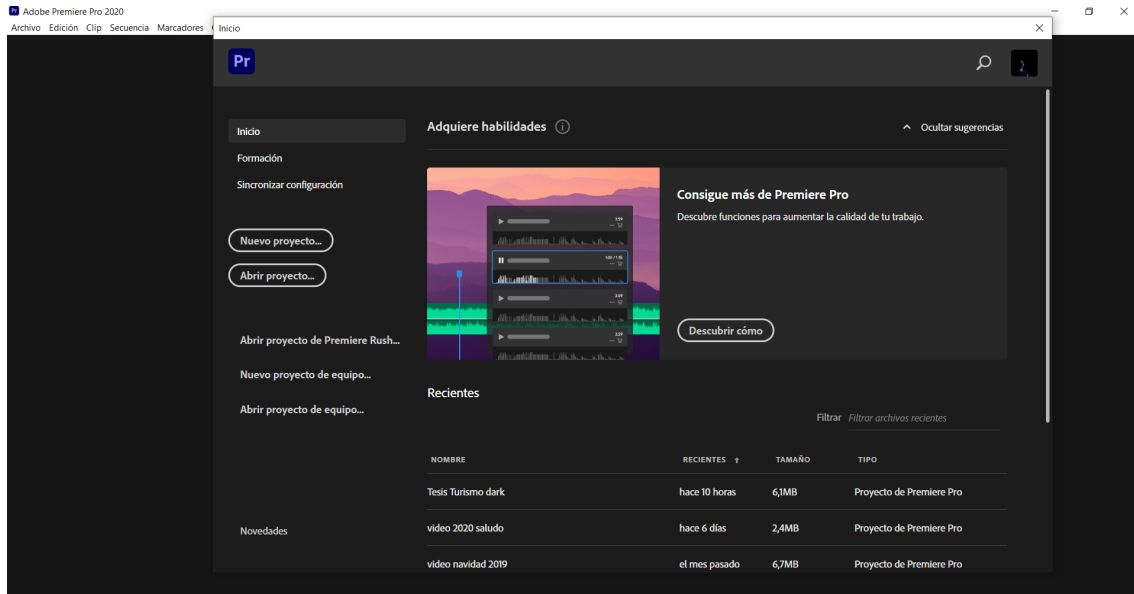 Adobe Premiere Pro 2020
Archivo Edición Clip Secuencia Marcadores
Inicio
Pr
Inicio
Formación
Sincronizar configuración
Nuevo proyecto...
Abrir proyecto...
Abrir proyecto de Premiere Rush...
Nuevo proyecto de equipo...
Abrir proyecto de equipo...
Novedades
Adquiere habilidades
Ocultar sugerencias
Consigue más de Premiere Pro
Descubre funciones para aumentar la calidad de tu trabajo.
Descubrir cómo
Recientes
Filtrar Filtrar archivos recientes
NOMBRE RECIENTES TAMAÑO TIPO
Tesis Turismo dark hace 10 horas 6,1MB Proyecto de Premiere Pro
video 2020 saludo hace 6 días 2,4MB Proyecto de Premiere Pro
video navidad 2019 el mes pasado 6,7MB Proyecto de Premiere Pro